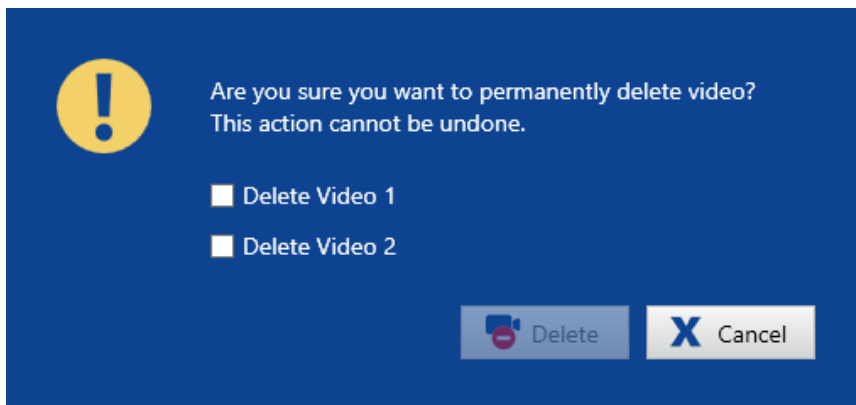 Are you sure you want to permanently delete video?
This action cannot be undone.
Delete Video 1
Delete Video 2
Delete
Cancel